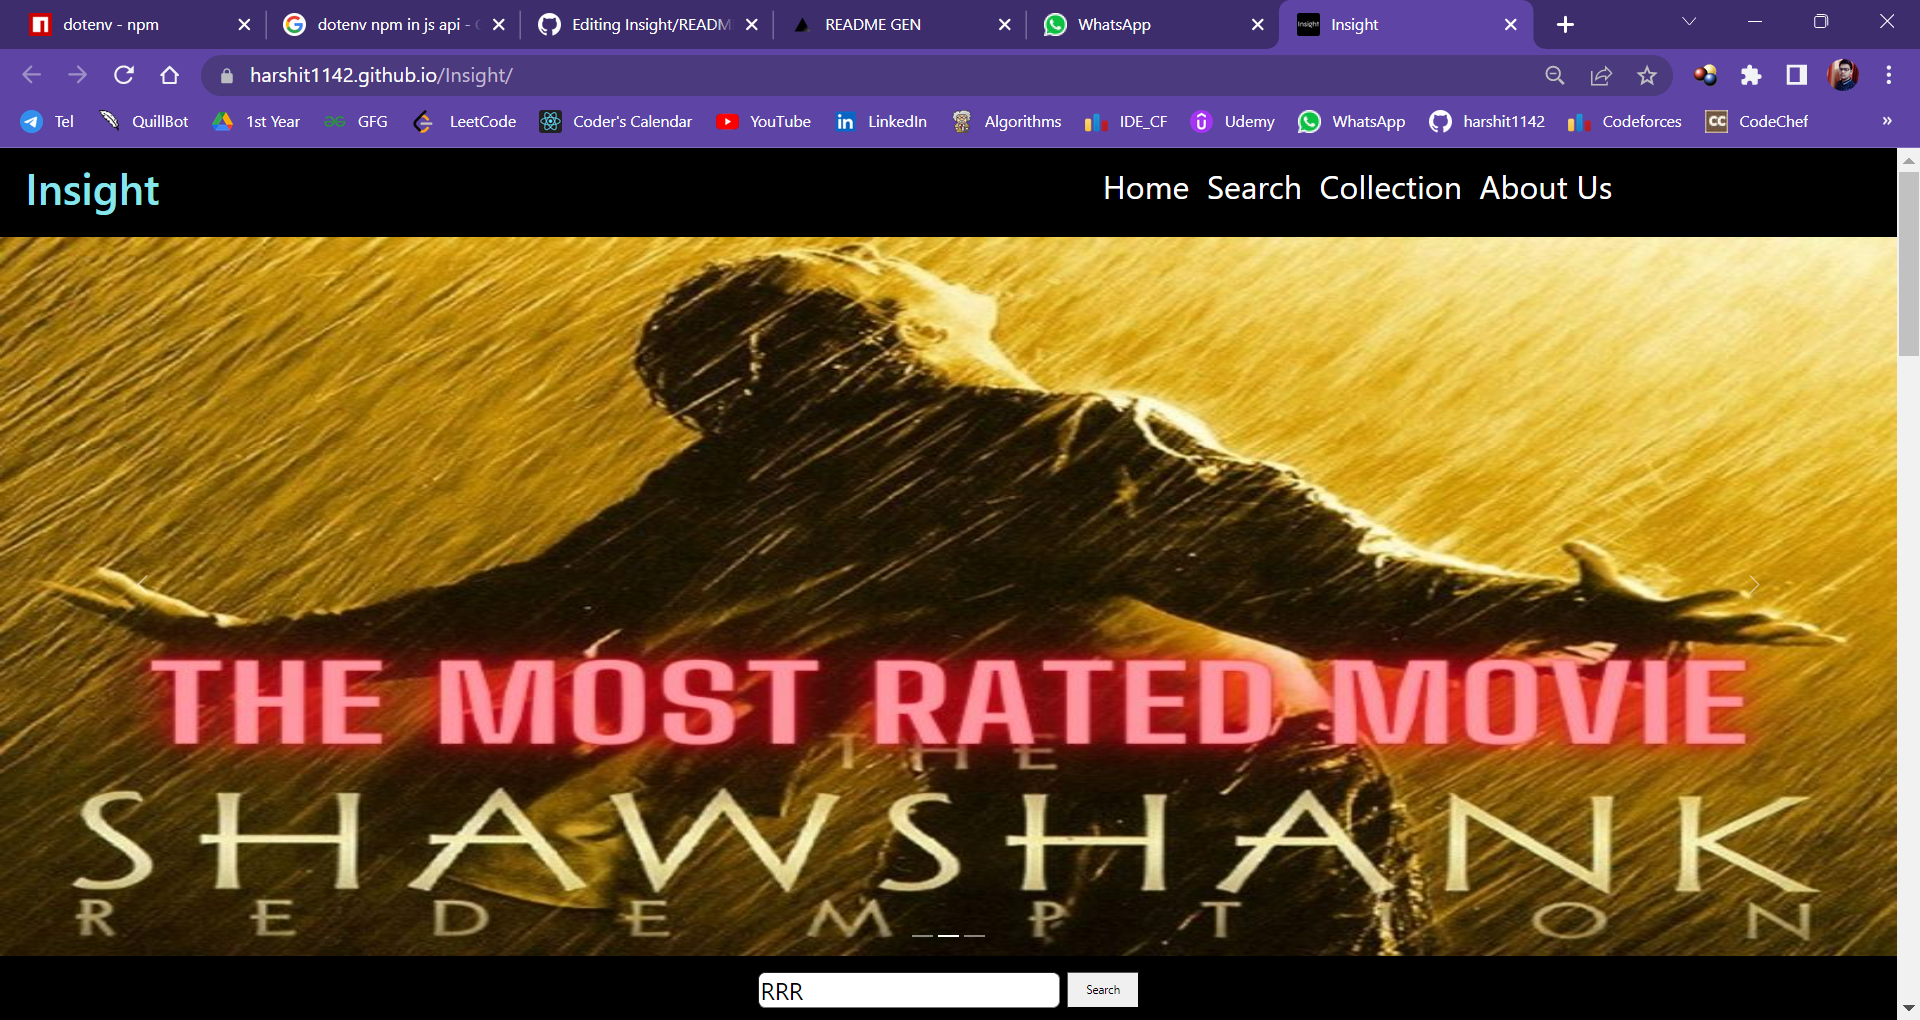 dotenv - npm
dotenv npm in js api -
Editing Insight/READM
README GEN
WhatsApp
Insight
harshit1142.github.io/Insight/
Tel QuillBot 1st Year GFG LeetCode Coder's Calendar YouTube LinkedIn Algorithms IDE_CF Udemy WhatsApp harshit1142 Codeforces CC CodeChef »
Insight Home Search Collection About Us
THE MOST RATED MOVIE
THE
SHAWSHANK
REDEMPTION
RRR Search